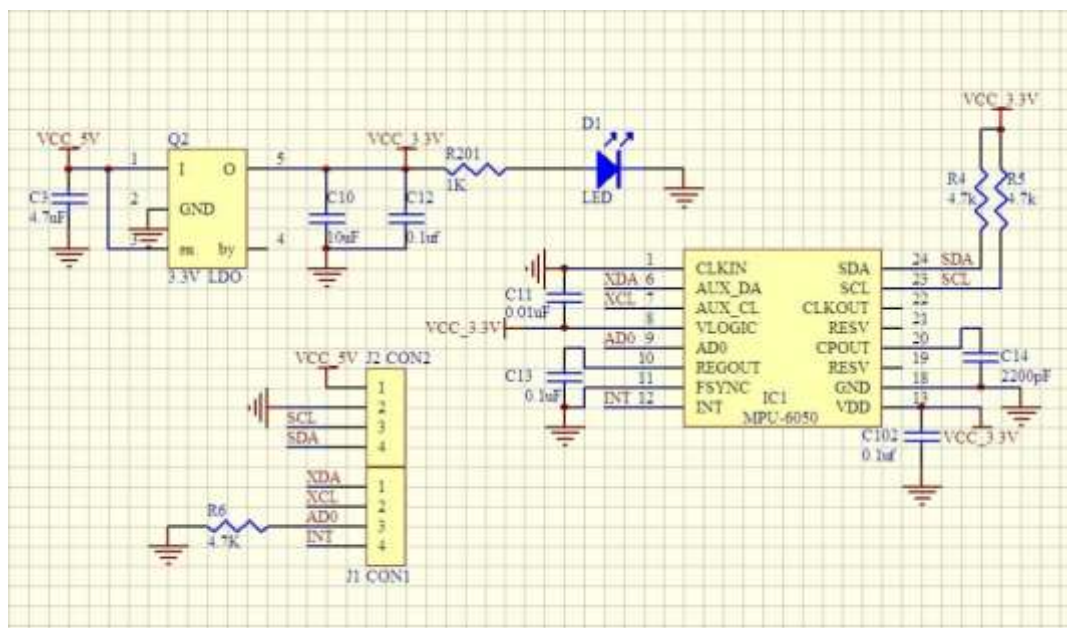 VCC_5V
Q2
1
I
O
5
C3
4.7uF
2
GND
3
en
by
4
3.3V LDO
VCC_3.3V
C10
10uF
C12
0.1uf
R201
1K
D1
LED
VCC_3.3V
R4
4.7k
R5
4.7k
1
CLKIN
SDA
24
SDA
XDA
6
AUX_DA
SCL
23
SCL
XCL
7
AUX_CL
CLKOUT
22
C11
0.01uF
VCC_3.3V
8
VLOGIC
RESV
21
AD0
9
AD0
CPOUT
20
C14
2200pF
10
REGOUT
RESV
19
C13
0.1uF
11
FSYNC
GND
18
INT
12
INT
VDD
13
IC1
MPU-6050
C102
0.1uf
VCC_3.3V
VCC_5V
J2 CON2
1
2
SCL
3
SDA
4
XDA
1
XCL
2
R6
4.7K
AD0
3
INT
4
J1 CON1